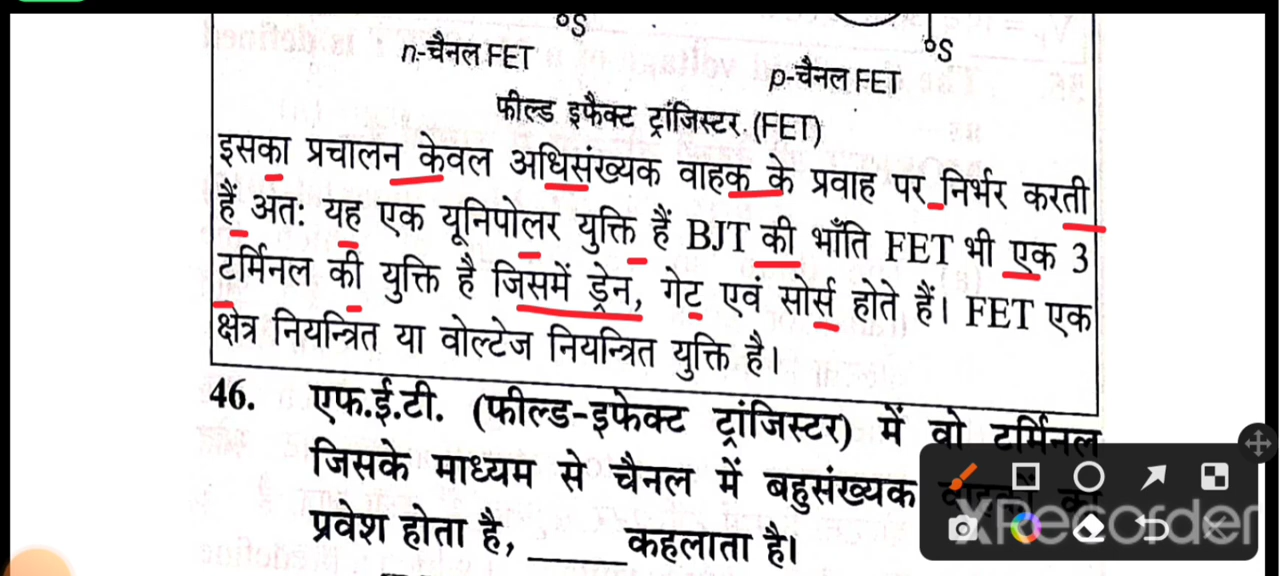 S
S
n-चैनल FET
p-चैनल FET
फील्ड इफैक्ट ट्रांजिस्टर (FET)
इसका प्रचालन केवल अधिसंख्यक वाहक के प्रवाह पर निर्भर करती
हैं अत: यह एक यूनिपोलर युक्ति हैं BJT की भाँति FET भी एक 3
टर्मिनल की युक्ति है जिसमें ड्रेन, गेट एवं सोर्स होते हैं। FET एक
क्षेत्र नियन्त्रित या वोल्टेज नियन्त्रित युक्ति है।
46. एफ.ई.टी. (फील्ड-इफेक्ट ट्रांजिस्टर) में वो टर्मिनल
जिसके माध्यम से चैनल में बहुसंख्यक वाहकों का
प्रवेश होता है, ______ कहलाता है।
XRecorder